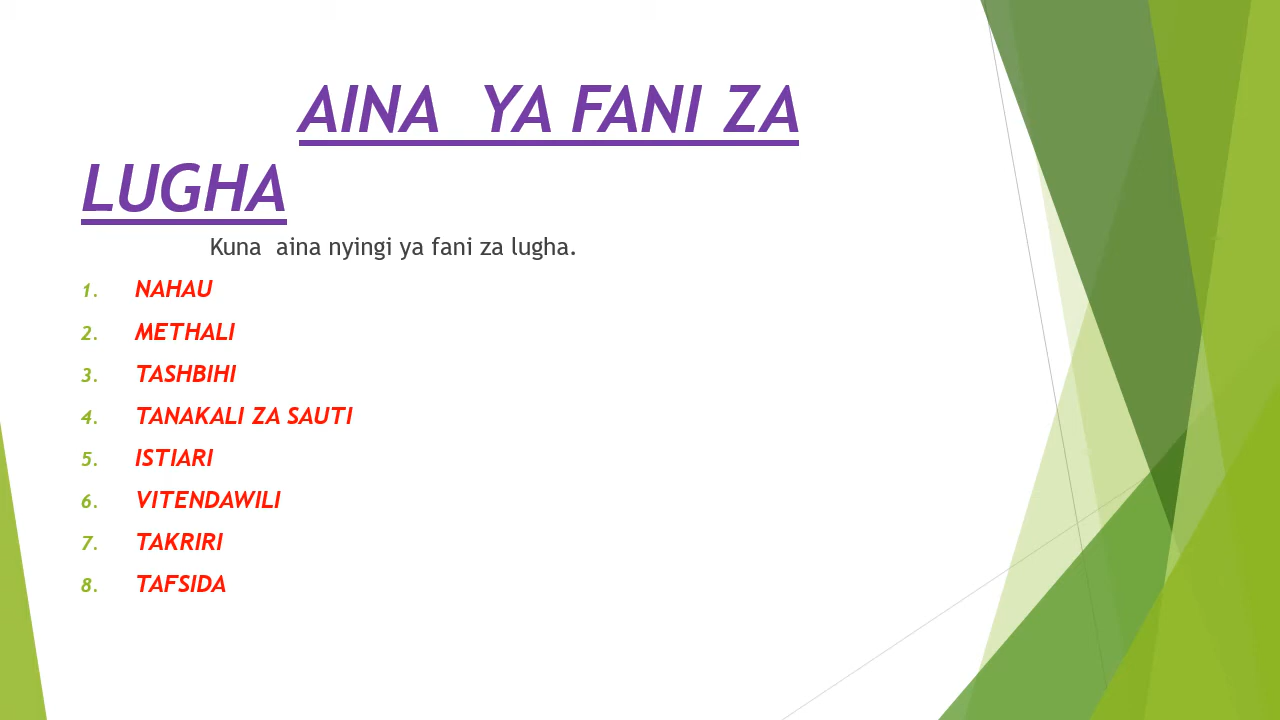 AINA YA FANI ZA
LUGHA
Kuna aina nyingi ya fani za lugha.
1. NAHAU
2. METHALI
3. TASHBIHI
4. TANAKALI ZA SAUTI
5. ISTIARI
6. VITENDAWILI
7. TAKRIRI
8. TAFSIDA